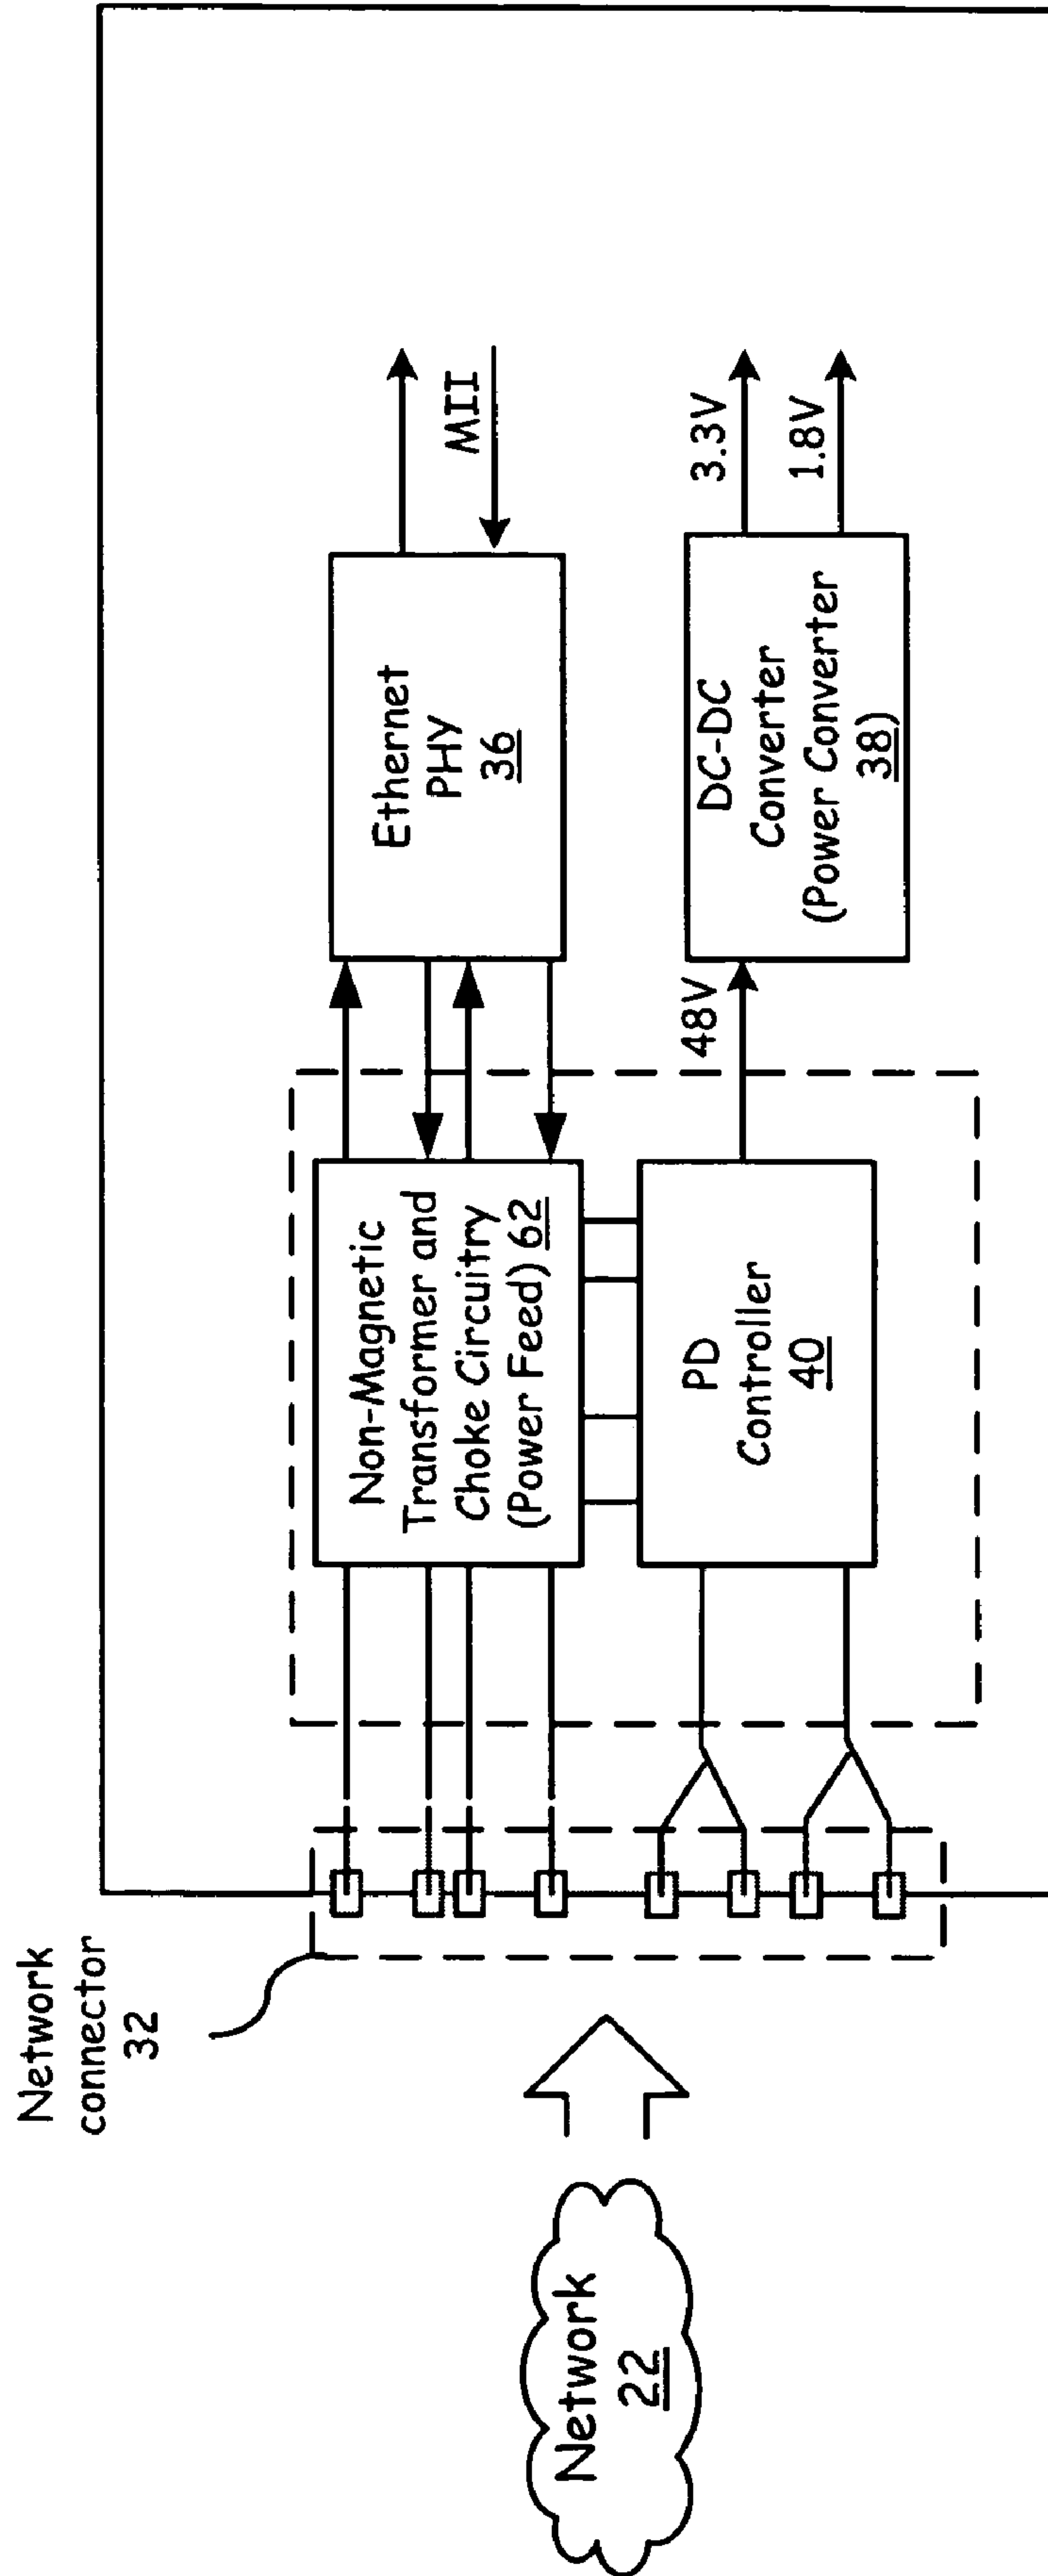 Network
connector
32
Network
22
Non-Magnetic
Transformer and
Choke Circuitry
(Power Feed) 62
PD
Controller
40
Ethernet
PHY
36
MII
48V
DC-DC
Converter
(Power Converter
38)
3.3V
1.8V